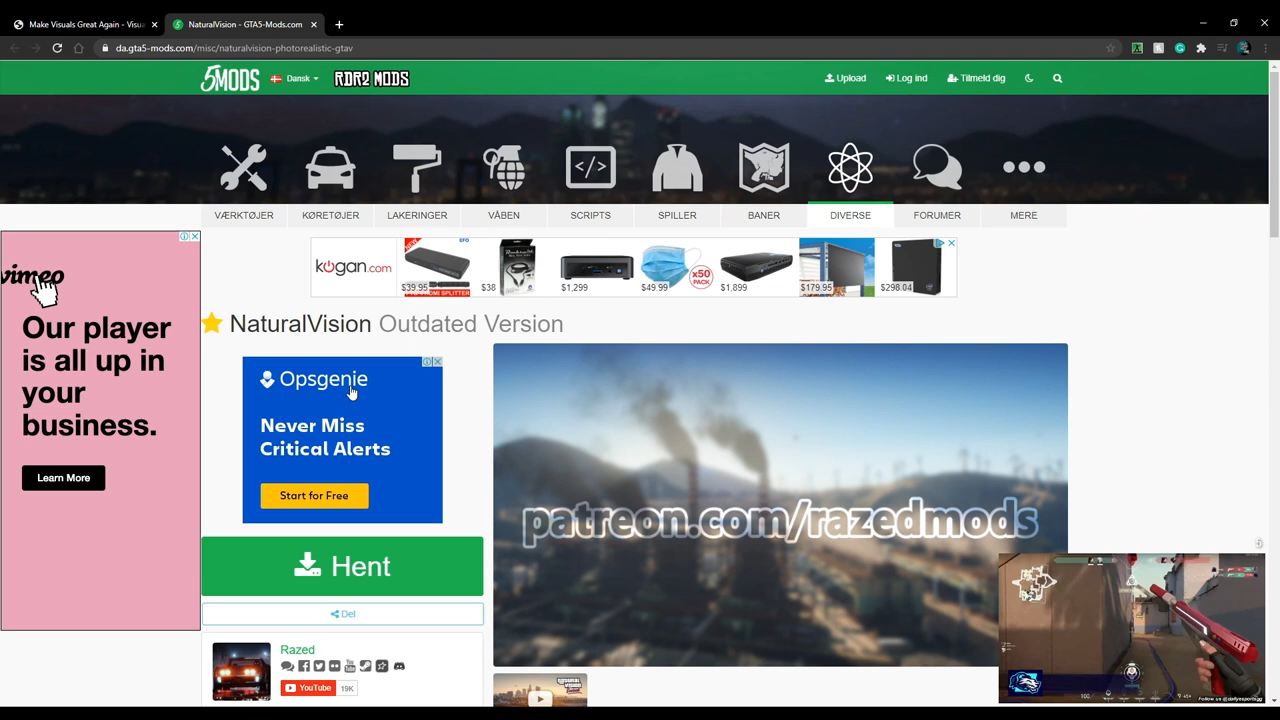 Make Visuals Great Again - Visua
NaturalVision - GTA5-Mods.com
da.gta5-mods.com/misc/naturalvision-photorealistic-gtav
5MODS
Dansk
RDR2 MODS
Upload
Log ind
Tilmeld dig
VÆRKTØJER
KØRETØJER
LAKERINGER
VÅBEN
SCRIPTS
SPILLER
BANER
DIVERSE
FORUMER
MERE
vimeo
Our player
is all up in
your
business.
Learn More
kogan.com
$39.95
$38
$1,299
$49.99
x50
PACK
$1,899
$179.95
$298.04
NaturalVision Outdated Version
Opsgenie
Never Miss
Critical Alerts
Start for Free
patreon.com/razedmods
Hent
Del
Razed
YouTube 19K
100
Follow us @dailyesportsgg